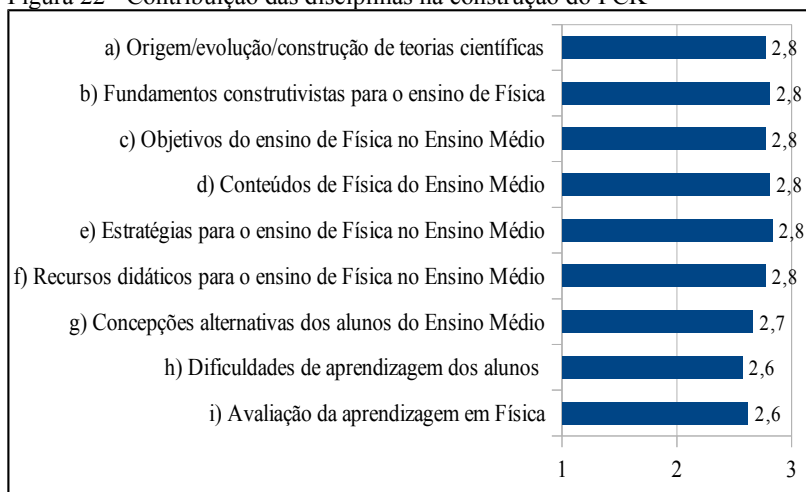 Figura 22 - Contribuição das disciplinas na construção do PCK
a) Origem/evolução/construção de teorias científicas 2,8
b) Fundamentos construtivistas para o ensino de Física 2,8
c) Objetivos do ensino de Física no Ensino Médio 2,8
d) Conteúdos de Física do Ensino Médio 2,8
e) Estratégias para o ensino de Física no Ensino Médio 2,8
f) Recursos didáticos para o ensino de Física no Ensino Médio 2,8
g) Concepções alternativas dos alunos do Ensino Médio 2,7
h) Dificuldades de aprendizagem dos alunos 2,6
i) Avaliação da aprendizagem em Física 2,6
1 2 3